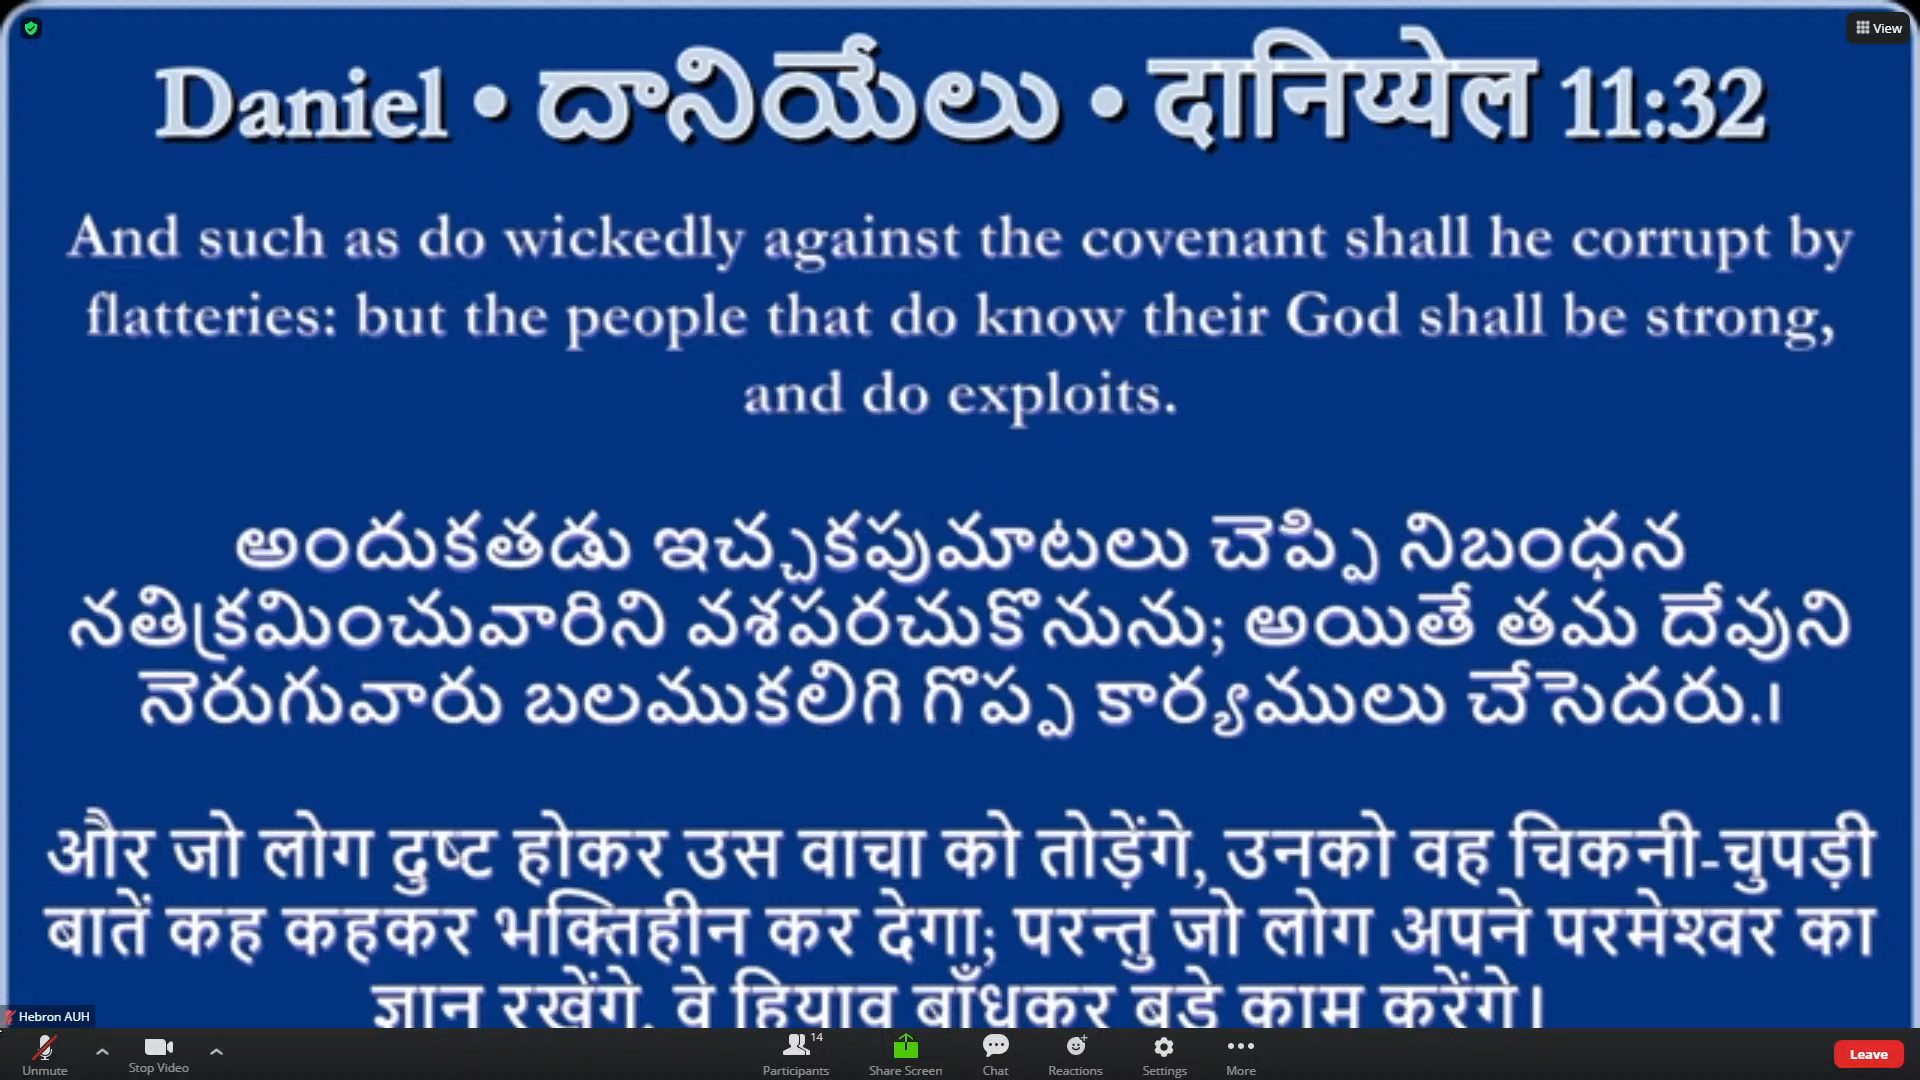 View
Daniel • దానియేలు • दानिय्येल 11:32
And such as do wickedly against the covenant shall he corrupt by
flatteries: but the people that do know their God shall be strong,
and do exploits.
అందుకతడు ఇచ్చకపుమాటలు చెప్పి నిబంధన
నతిక్రమించువారిని వశపరచుకొనును; అయితే తమ దేవుని
నెరుగువారు బలముకలిగి గొప్ప కార్యములు చేసెదరు.।
और जो लोग दुष्ट होकर उस वाचा को तोड़ेंगे, उनको वह चिकनी-चुपड़ी
बातें कह कहकर भक्तिहीन कर देगा; परन्तु जो लोग अपने परमेश्वर का
ज्ञान रखेंगे, वे हियाव बाँधकर बड़े काम करेंगे।
Hebron AUH
14
Unmute Stop Video Participants Share Screen Chat Reactions Settings More Leave